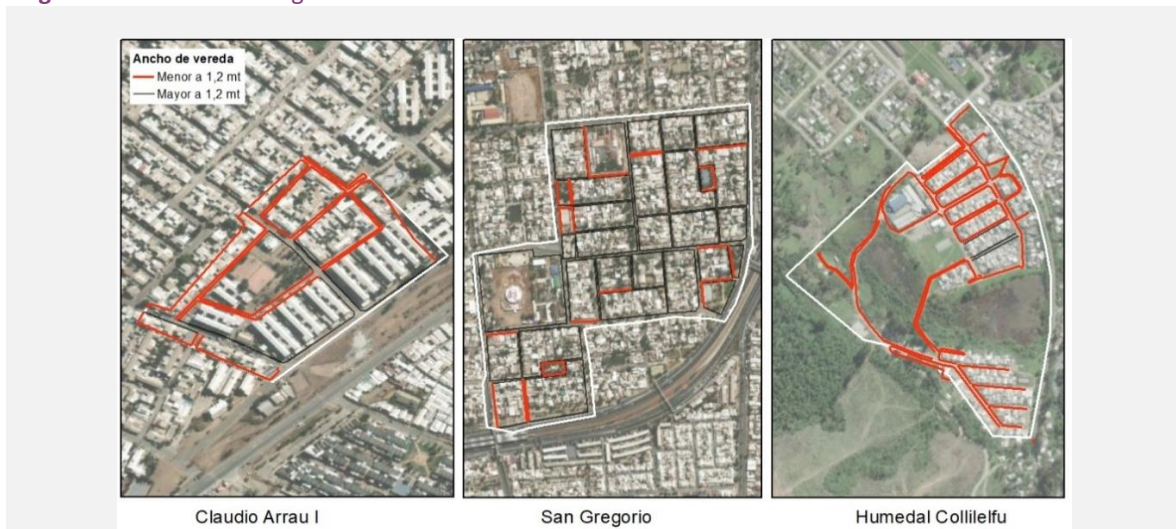 Ancho de vereda
Menor a 1,2 mt
Mayor a 1,2 mt
Claudio Arrau I
San Gregorio
Humedal Collilelfu